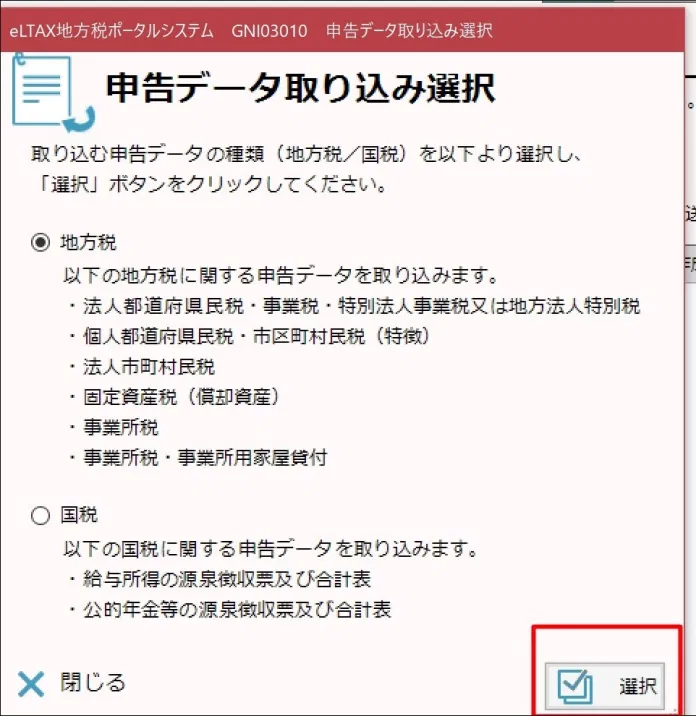 eLTAX地方税ポータルシステム　GNI03010　申告データ取り込み選択
申告データ取り込み選択
取り込む申告データの種類（地方税／国税）を以下より選択し、
「選択」ボタンをクリックしてください。
地方税
以下の地方税に関する申告データを取り込みます。
・法人都道府県民税・事業税・特別法人事業税又は地方法人特別税
・個人都道府県民税・市区町村民税（特徴）
・法人市町村民税
・固定資産税（償却資産）
・事業所税
・事業所税・事業所用家屋貸付
国税
以下の国税に関する申告データを取り込みます。
・給与所得の源泉徴収票及び合計表
・公的年金等の源泉徴収票及び合計表
閉じる
選択